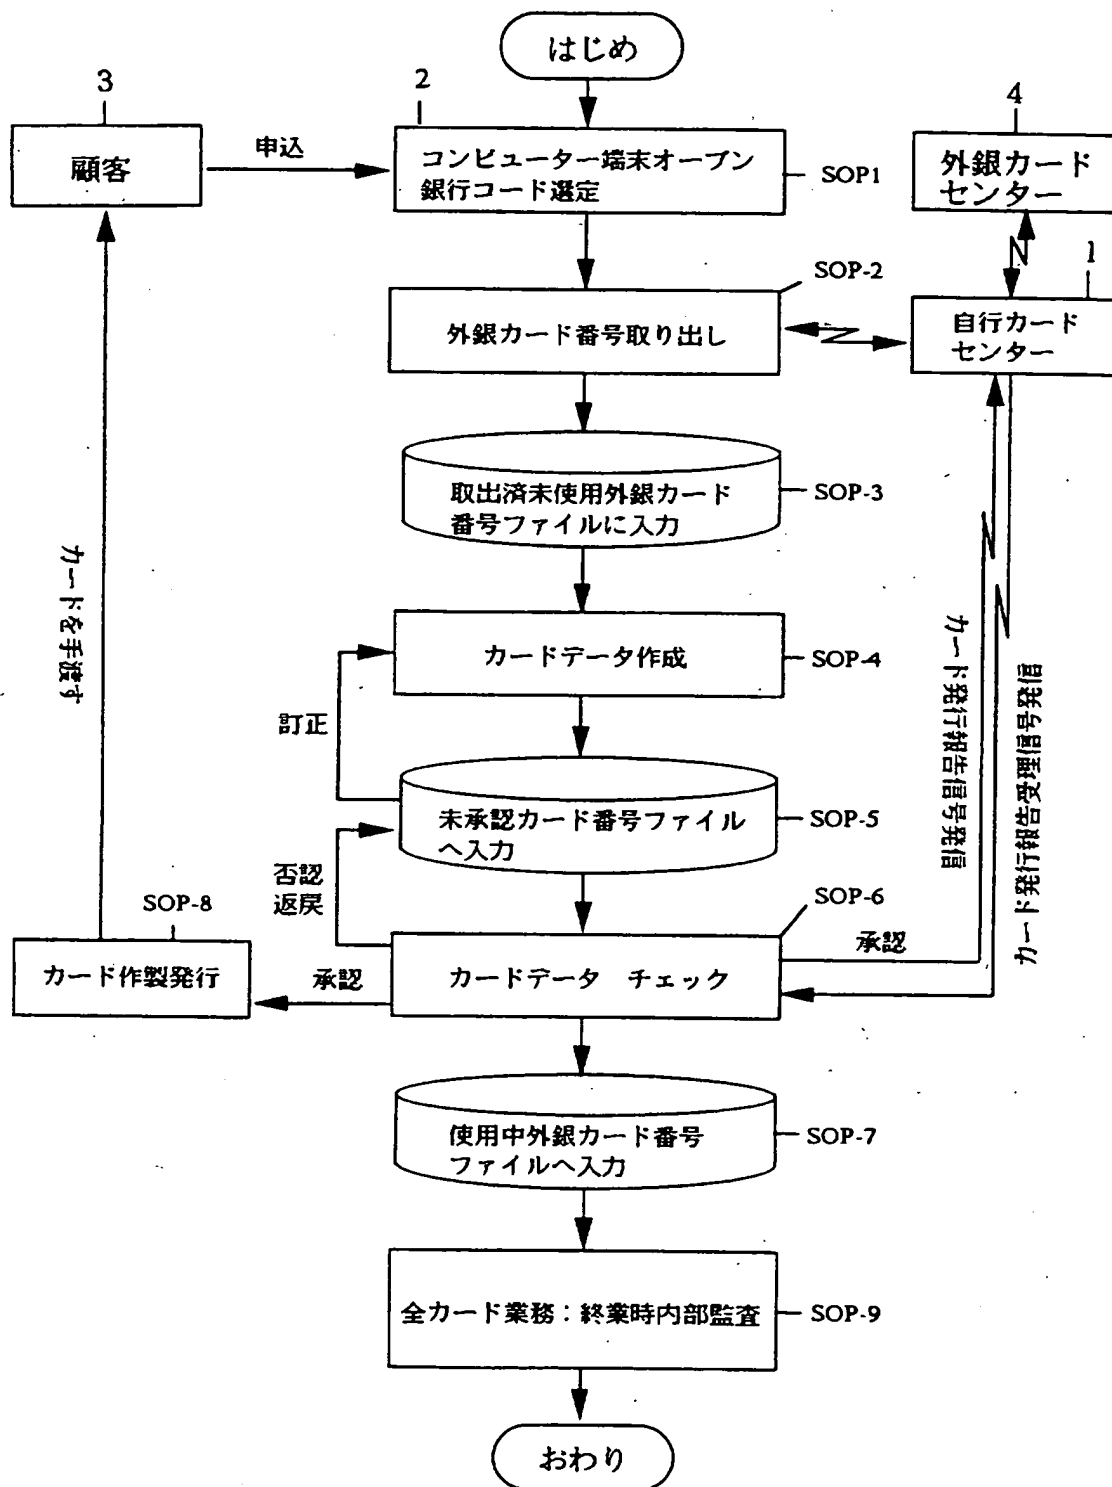 はじめ
3
2
4
顧客
申込
コンピューター端末オープン
銀行コード選定
SOP1
外銀カード
センター
SOP-2
1
外銀カード番号取り出し
自行カード
センター
取出済未使用外銀カード
番号ファイルに入力
SOP-3
カードを手渡す
カードデータ作成
SOP-4
カード発行報告信号発信
カード発行報告受理信号発信
訂正
未承認カード番号ファイル
へ入力
SOP-5
否認
返戻
SOP-8
SOP-6
カード作製発行
承認
カードデータ チェック
承認
使用中外銀カード番号
ファイルへ入力
SOP-7
全カード業務：終業時内部監査
SOP-9
おわり